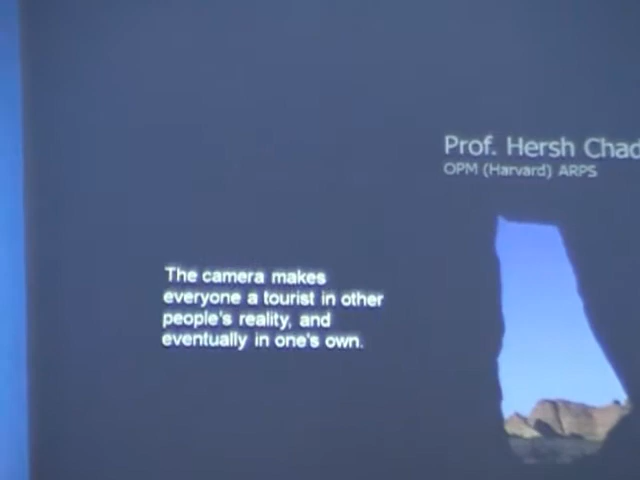 Prof. Hersh Chad
OPM (Harvard) ARPS
The camera makes
everyone a tourist in other
people's reality, and
eventually in one's own.